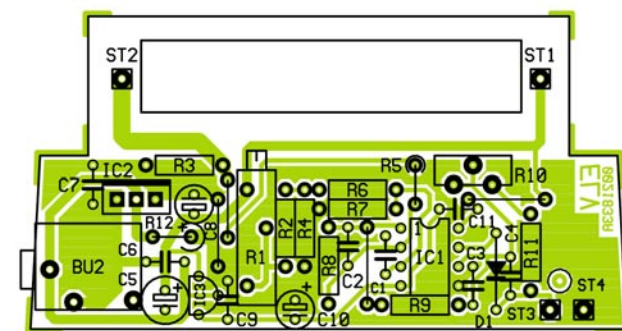 ST2
ST1
IC2
C7
R3
R5
R10
R6
R7
R12
C8
R2
R4
C11
C6
BU2
C5
IC3
R1
R8
C2
C1
1
IC1
C3
C4
R11
ELV
C9
C10
R9
D1
ST3
ST4